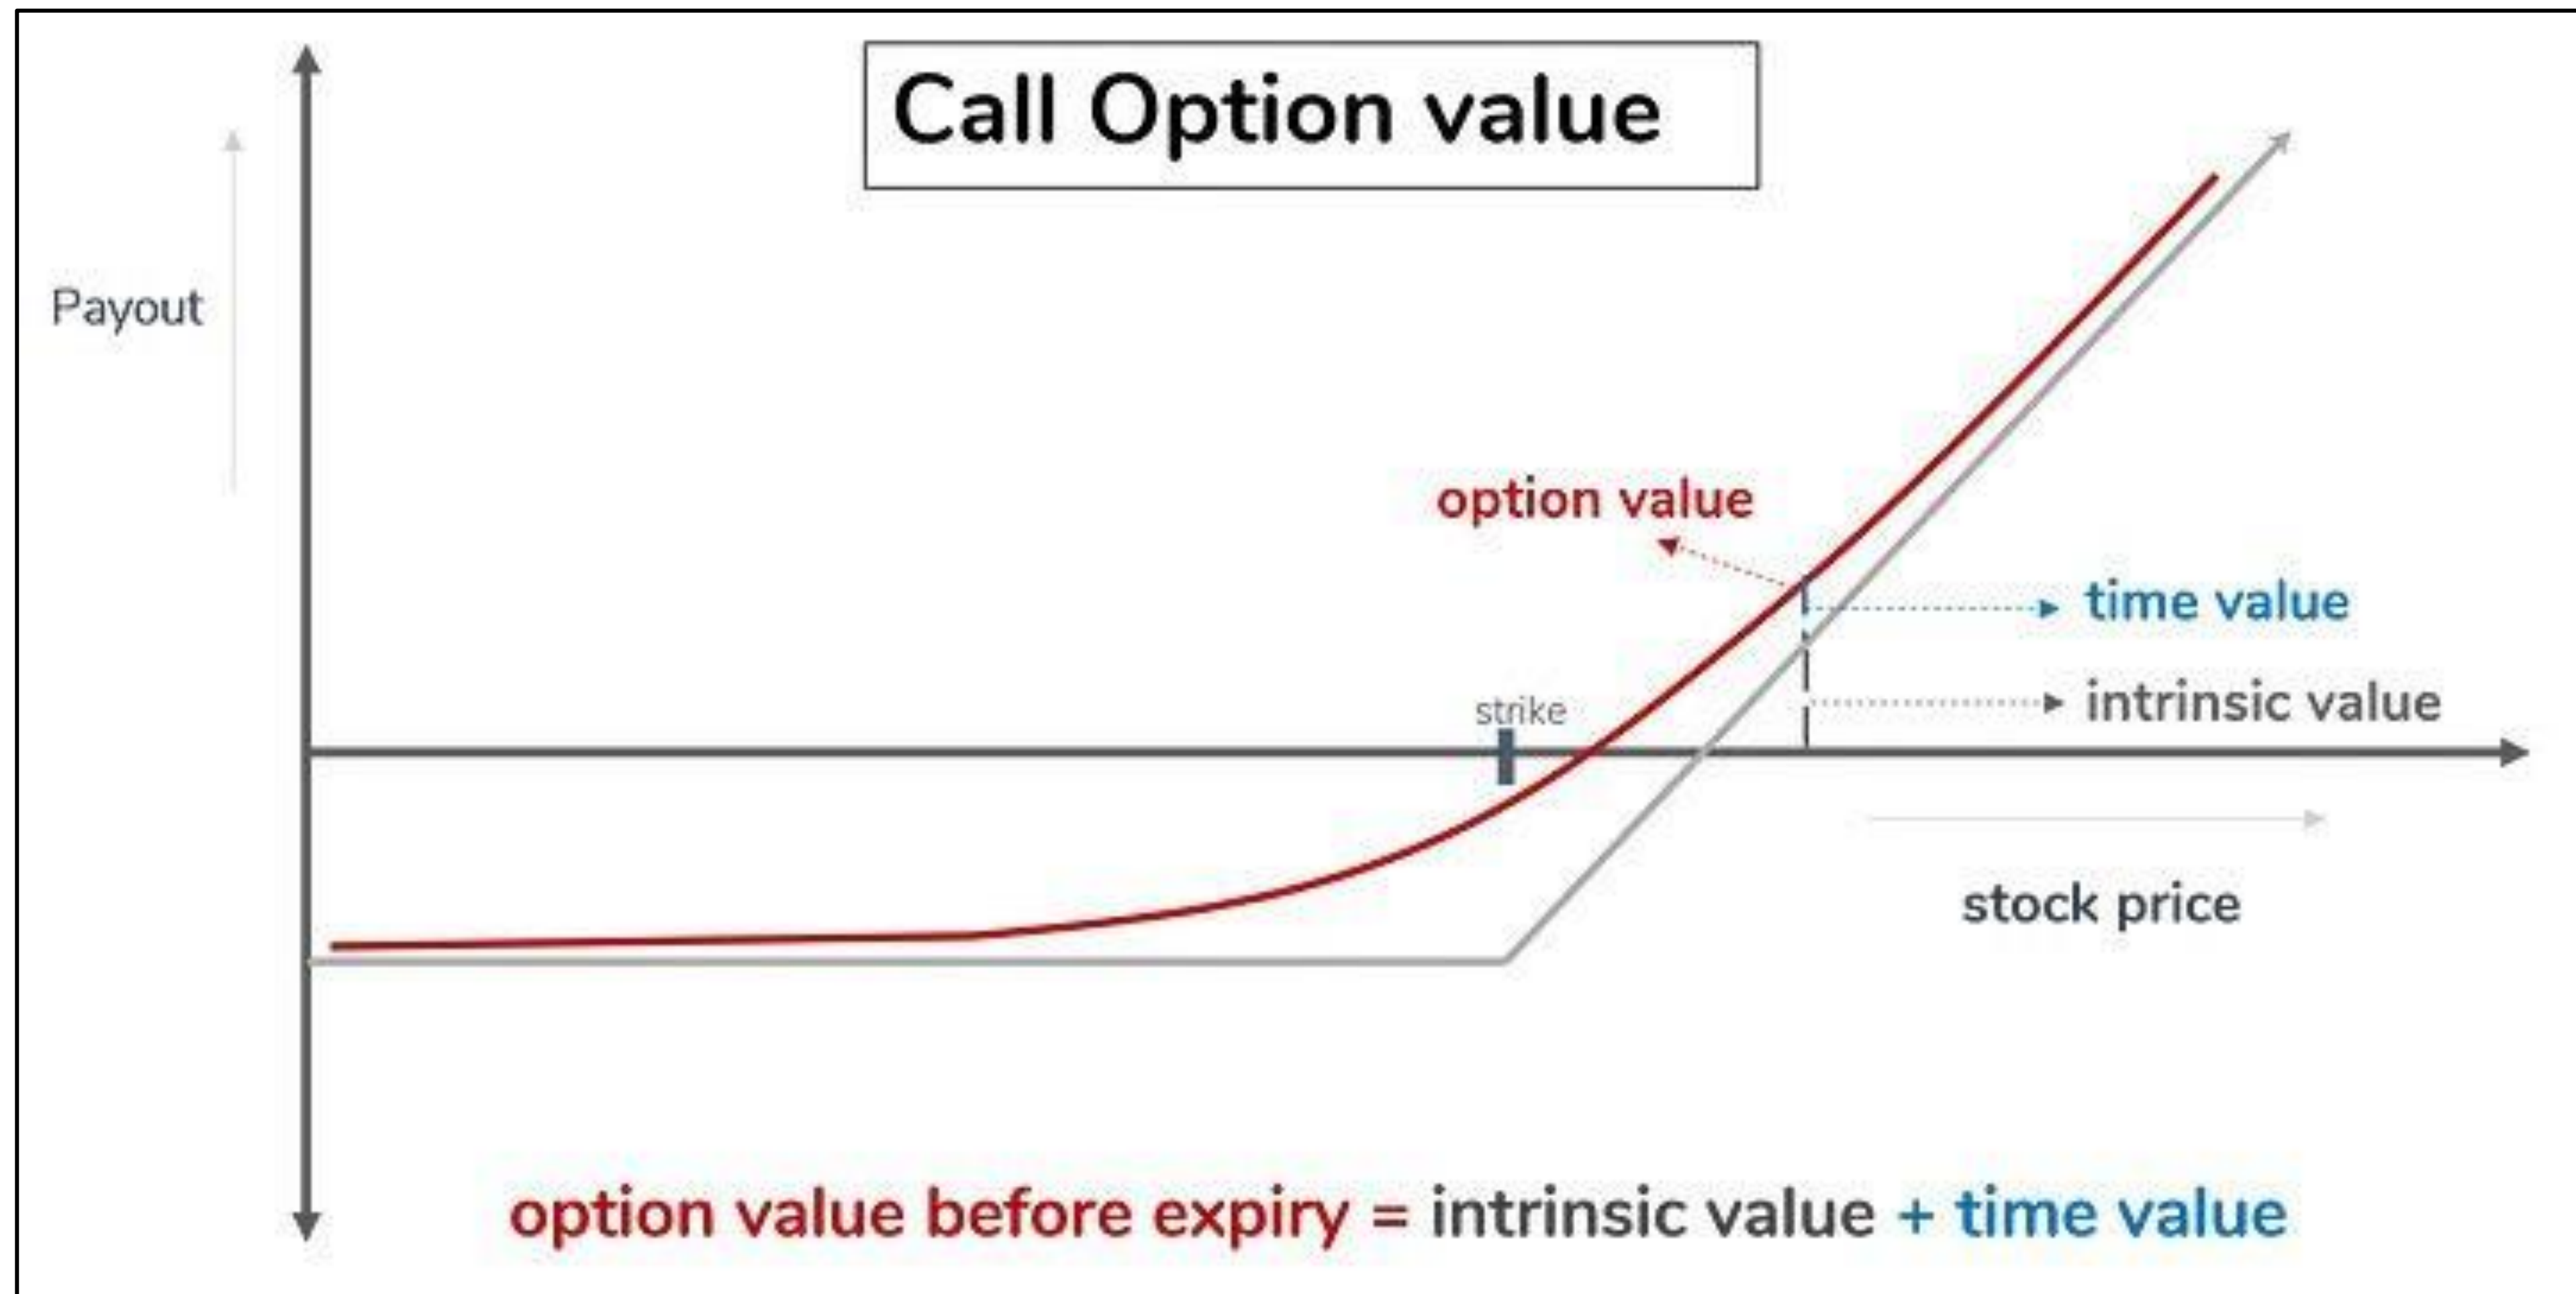 Call Option value
Payout
option value
time value
strike
intrinsic value
stock price
option value before expiry = intrinsic value + time value